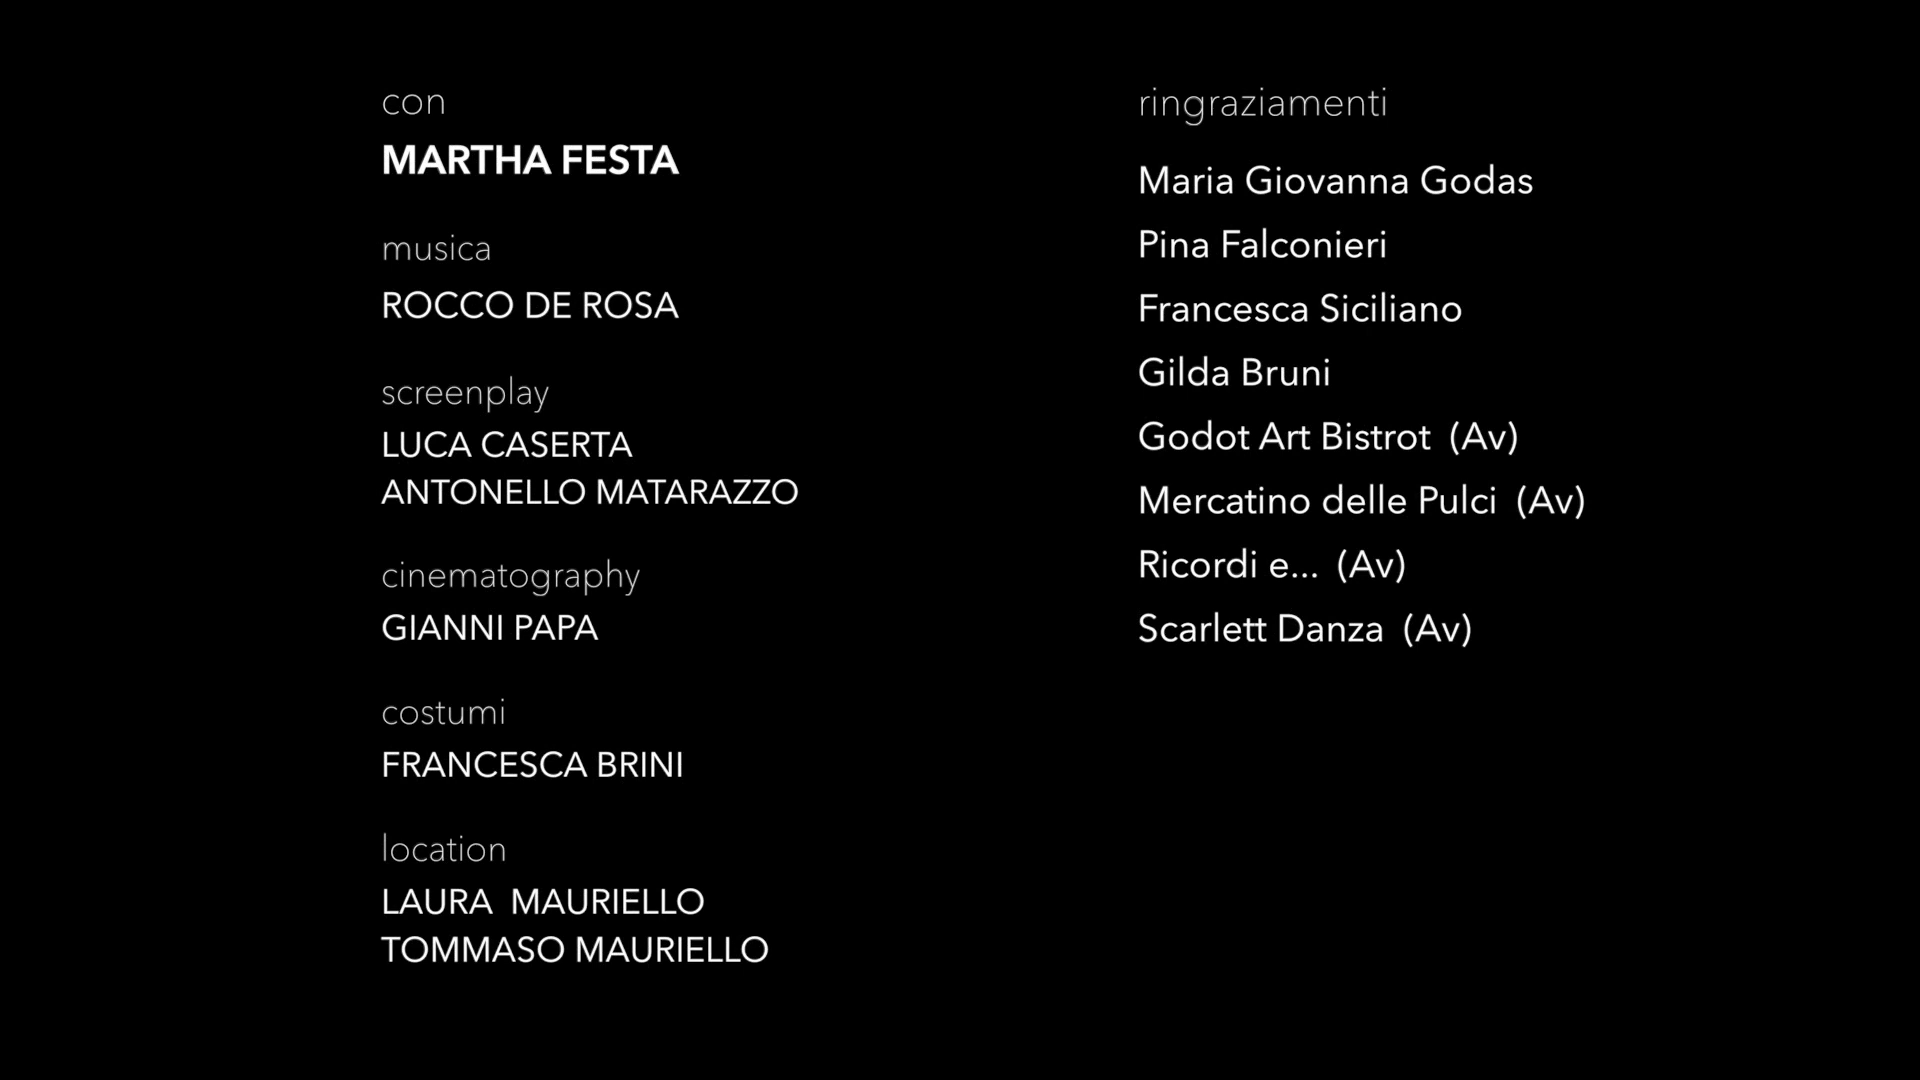 con
MARTHA FESTA
musica
ROCCO DE ROSA
screenplay
LUCA CASERTA
ANTONELLO MATARAZZO
cinematography
GIANNI PAPA
costumi
FRANCESCA BRINI
location
LAURA  MAURIELLO
TOMMASO MAURIELLO
ringraziamenti
Maria Giovanna Godas
Pina Falconieri
Francesca Siciliano
Gilda Bruni
Godot Art Bistrot  (Av)
Mercatino delle Pulci  (Av)
Ricordi e...  (Av)
Scarlett Danza  (Av)